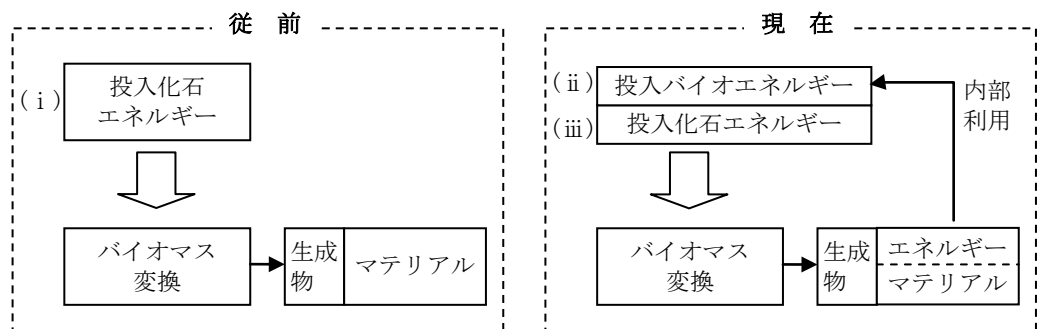 従　前
(ⅰ)
投入化石
エネルギー
バイオマス
変換
生成
物
マテリアル
現　在
(ⅱ)
投入バイオエネルギー
(ⅲ)
投入化石エネルギー
内部
利用
バイオマス
変換
生成
物
エネルギー
マテリアル